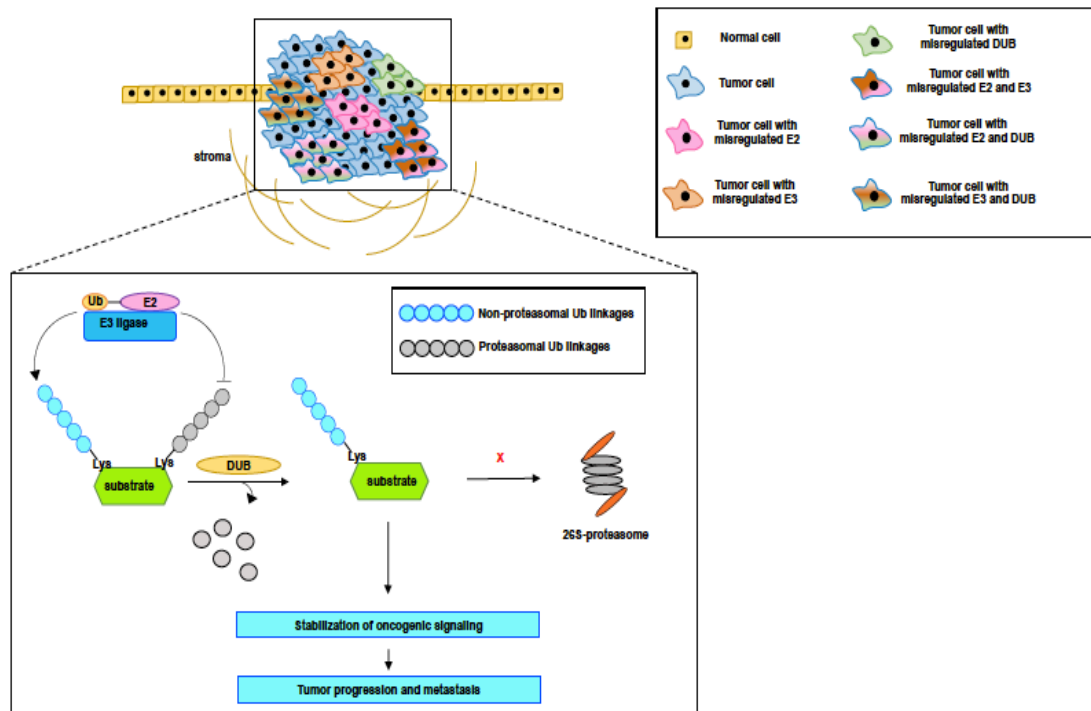 stroma
Normal cell
Tumor cell
Tumor cell with
misregulated E2
Tumor cell with
misregulated E3
Tumor cell with
misregulated DUB
Tumor cell with
misregulated E2 and E3
Tumor cell with
misregulated E2 and DUB
Tumor cell with
misregulated E3 and DUB
Ub
E2
E3 ligase
Non-proteasomal Ub linkages
Proteasomal Ub linkages
Lys
Lys
substrate
DUB
Lys
substrate
X
26S-proteasome
Stabilization of oncogenic signaling
Tumor progression and metastasis